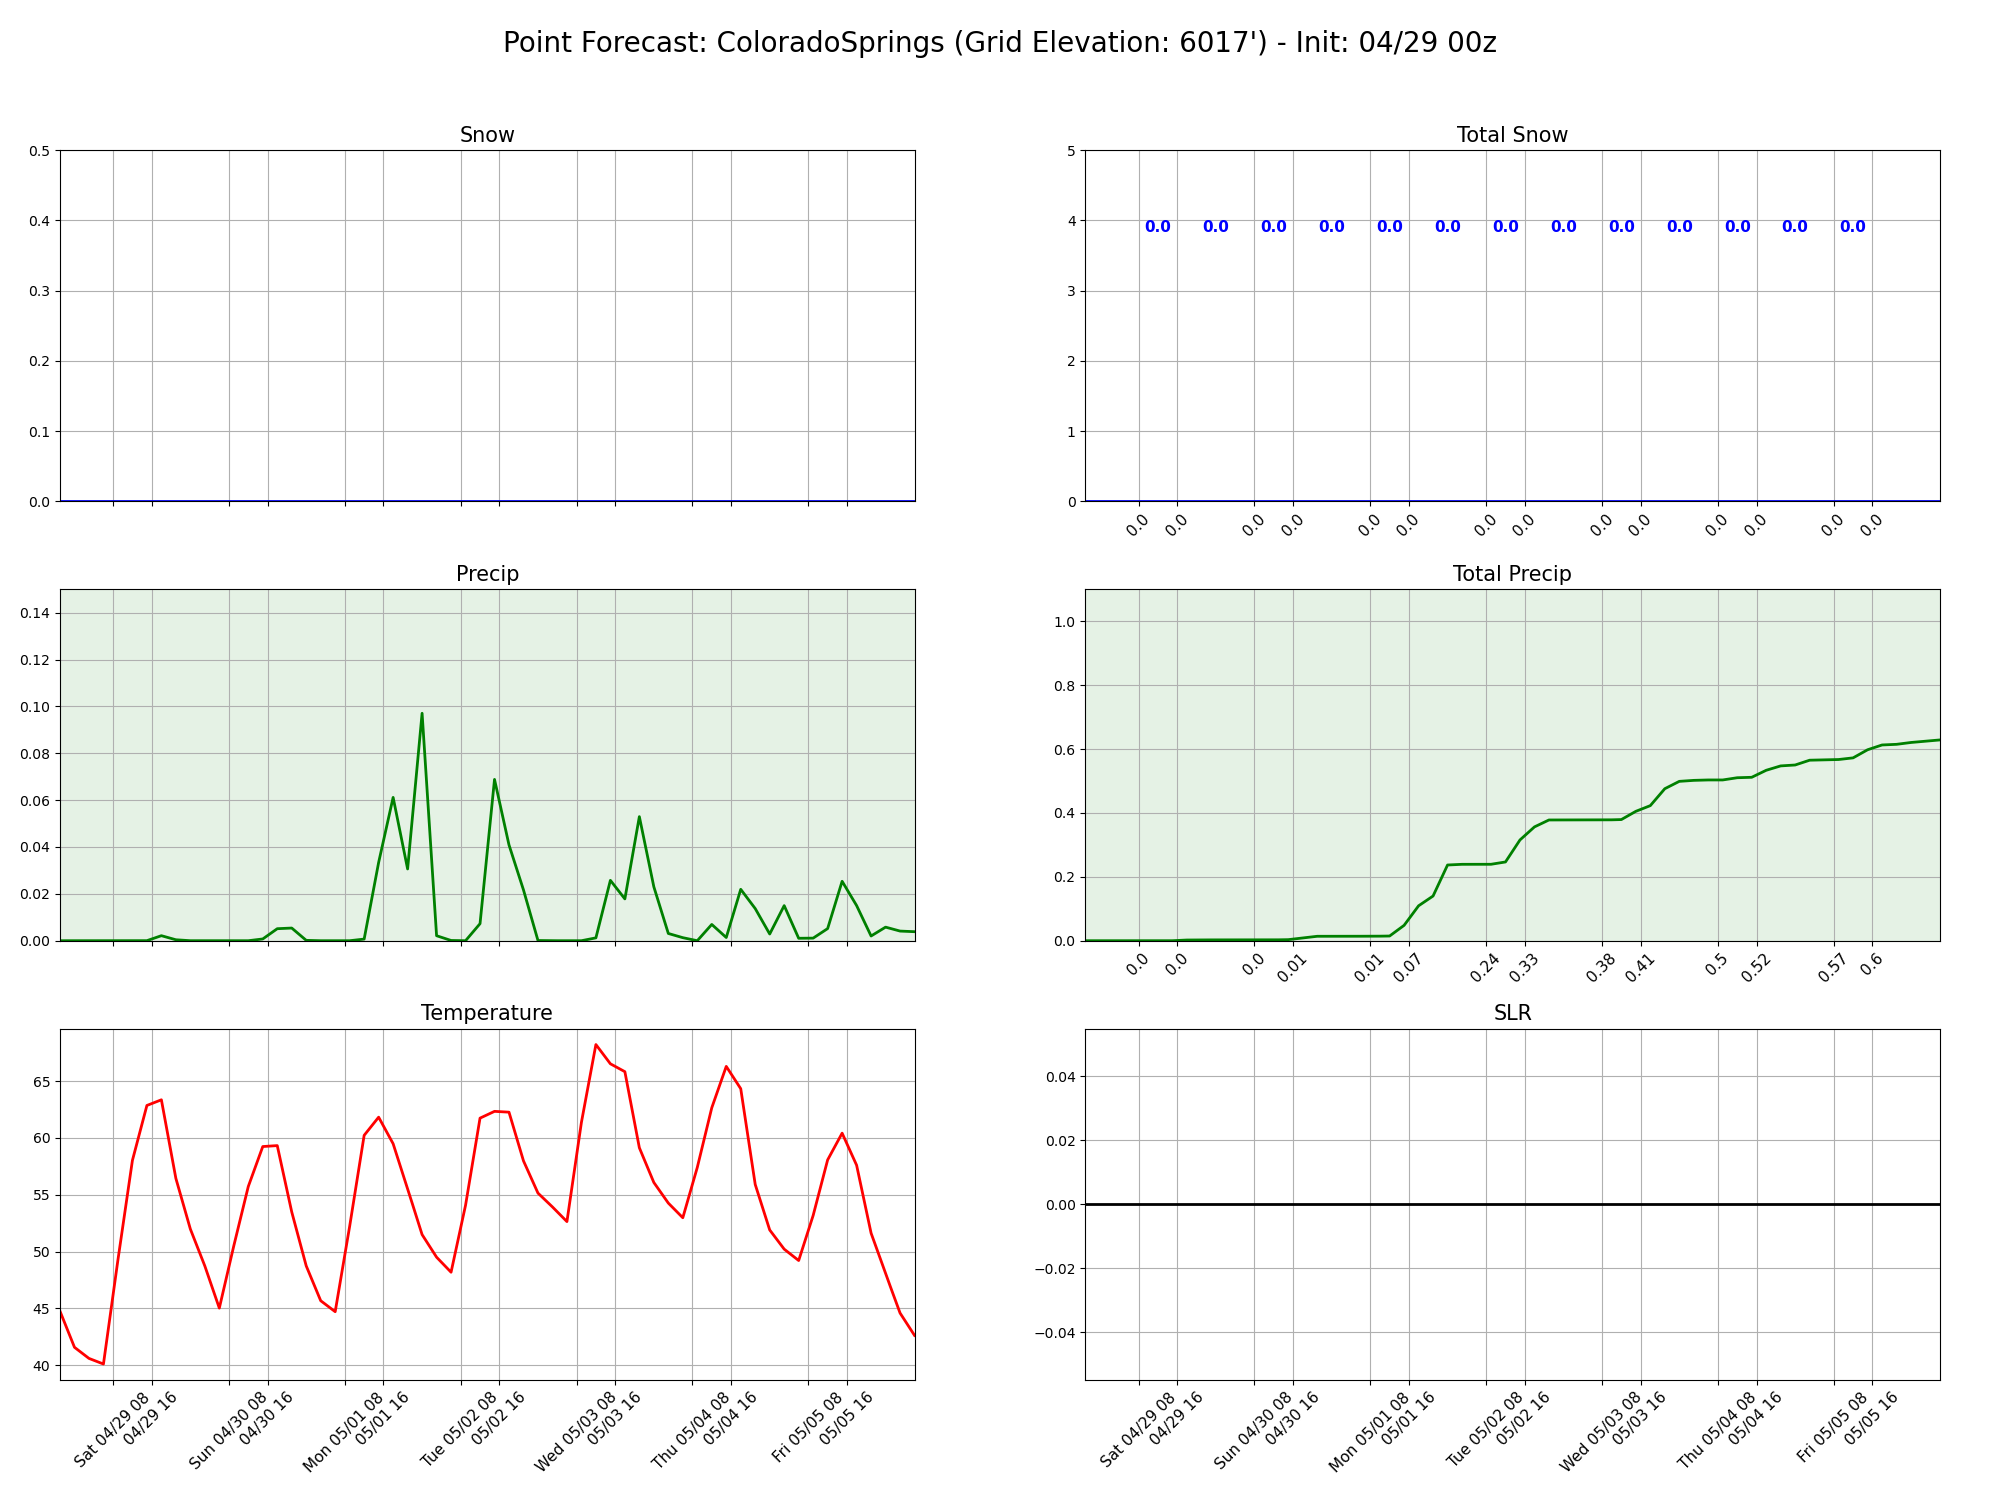 Point Forecast: ColoradoSprings (Grid Elevation: 6017') - Init: 04/29 00z
Snow
0.5
0.4
0.3
0.2
0.1
0.0
Total Snow
5
4
3
2
1
0
0.0 0.0 0.0 0.0 0.0 0.0 0.0 0.0 0.0 0.0 0.0 0.0 0.0
0.0 0.0 0.0 0.0 0.0 0.0 0.0 0.0 0.0 0.0 0.0 0.0 0.0 0.0
Precip
0.14
0.12
0.10
0.08
0.06
0.04
0.02
0.00
Total Precip
1.0
0.8
0.6
0.4
0.2
0.0
0.0 0.0 0.0 0.01 0.01 0.07 0.24 0.33 0.38 0.41 0.5 0.52 0.57 0.6
Temperature
65
60
55
50
45
40
Sat 04/29 08
04/29 16
Sun 04/30 08
04/30 16
Mon 05/01 08
05/01 16
Tue 05/02 08
05/02 16
Wed 05/03 08
05/03 16
Thu 05/04 08
05/04 16
Fri 05/05 08
05/05 16
SLR
0.04
0.02
0.00
−0.02
−0.04
Sat 04/29 08
04/29 16
Sun 04/30 08
04/30 16
Mon 05/01 08
05/01 16
Tue 05/02 08
05/02 16
Wed 05/03 08
05/03 16
Thu 05/04 08
05/04 16
Fri 05/05 08
05/05 16